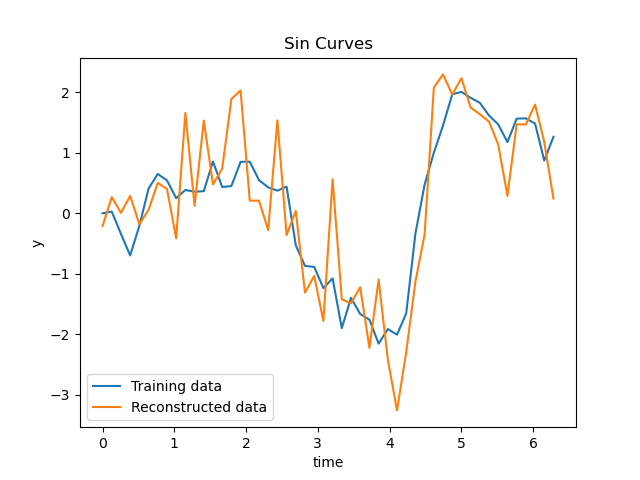 Sin Curves
y
2
1
0
−1
−2
−3
Training data
Reconstructed data
0 1 2 3 4 5 6
time